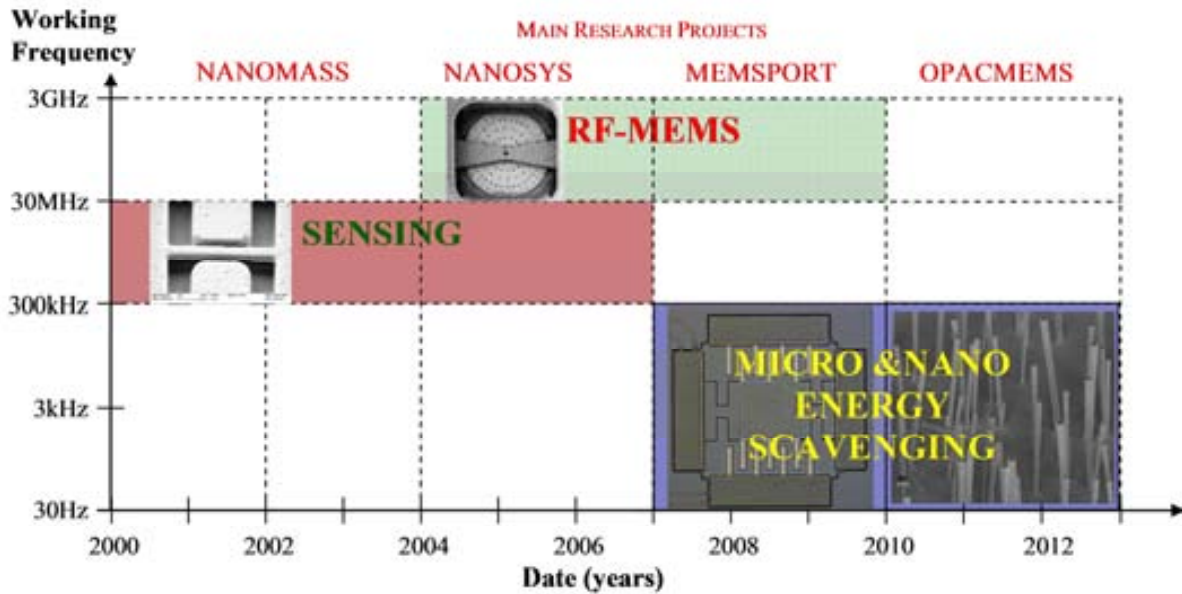 Working
Frequency
MAIN RESEARCH PROJECTS
NANOMASS
NANOSYS
MEMSPORT
OPACMEMS
3GHz
RF-MEMS
30MHz
SENSING
300kHz
MICRO &NANO
ENERGY
SCAVENGING
3kHz
30Hz
2000
2002
2004
2006
2008
2010
2012
Date (years)